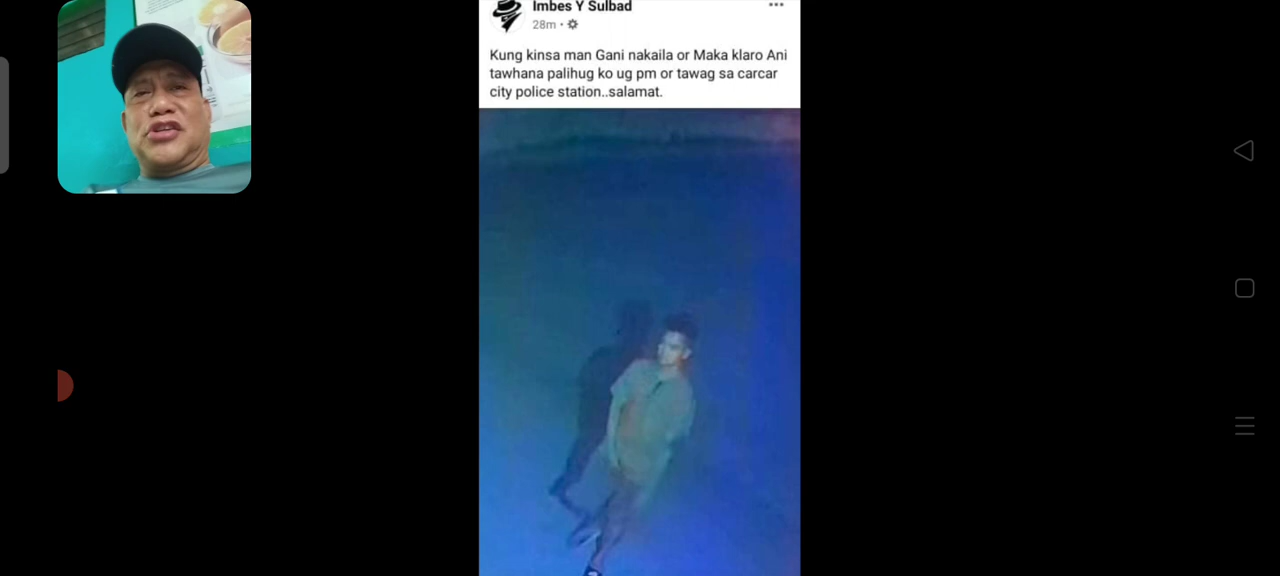 Imbes Y Sulbad
28m
Kung kinsa man Gani nakaila or Maka klaro Ani
tawhana palihug ko ug pm or tawag sa carcar
city police station..salamat.